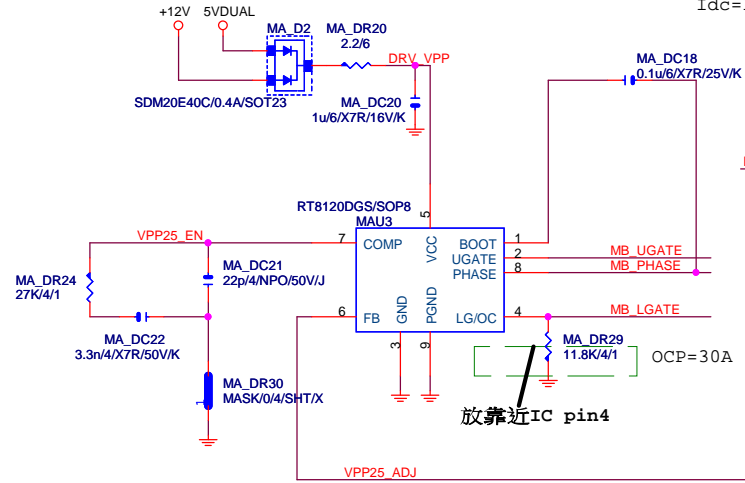 Idc=
+12V
5VDUAL
MA_D2
MA_DR20
2.2/6
DRV_VPP
MA_DC18
0.1u/6/X7R/25V/K
SDM20E40C/0.4A/SOT23
MA_DC20
1u/6/X7R/16V/K
RT8120DGS/SOP8
MAU3
5
VPP25_EN
7
COMP
VCC
BOOT
1
UGATE
2
MB_UGATE
PHASE
8
MB_PHASE
MA_DR24
27K/4/1
MA_DC21
22p/4/NPO/50V/J
6
FB
GND
PGND
LG/OC
4
MB_LGATE
MA_DC22
3.3n/4/X7R/50V/K
3
9
MA_DR29
11.8K/4/1
OCP=30A
MA_DR30
MASK/0/4/SHT/X
1
放靠近IC pin4
VPP25_ADJ